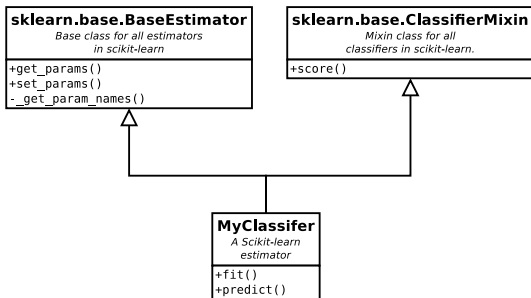 sklearn.base.BaseEstimator
Base class for all estimators
in scikit-learn
+get_params()
+set_params()
-_get_param_names()
sklearn.base.ClassifierMixin
Mixin class for all
classifiers in scikit-learn.
+score()
MyClassifer
A Scikit-learn
estimator
+fit()
+predict()